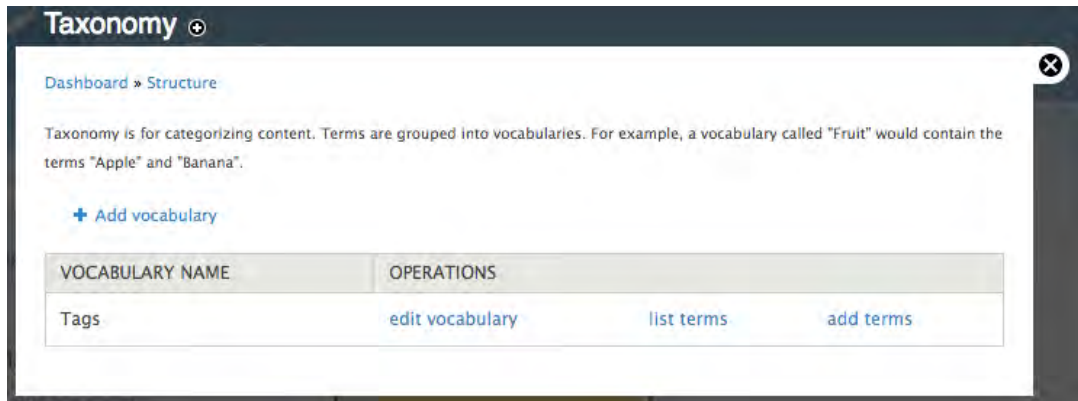 Taxonomy
Dashboard » Structure
Taxonomy is for categorizing content. Terms are grouped into vocabularies. For example, a vocabulary called "Fruit" would contain the
terms "Apple" and "Banana".
+ Add vocabulary
VOCABULARY NAME OPERATIONS
Tags edit vocabulary list terms add terms